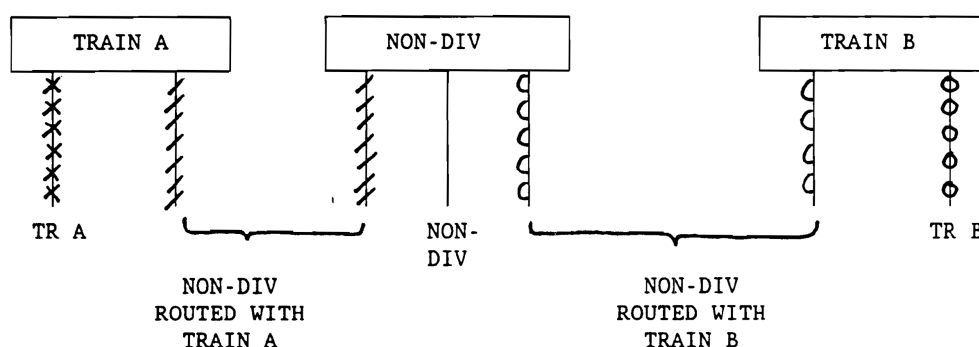 TRAIN A
NON-DIV
TRAIN B
TR A
NON-
DIV
TR B
NON-DIV
ROUTED WITH
TRAIN A
NON-DIV
ROUTED WITH
TRAIN B